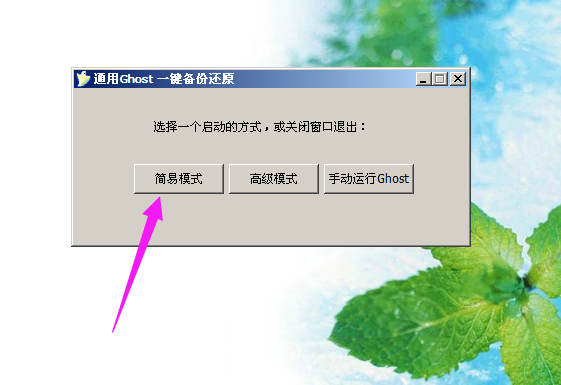 通用Ghost 一键备份还原
选择一个启动的方式，或关闭窗口退出：
简易模式 高级模式 手动运行Ghost